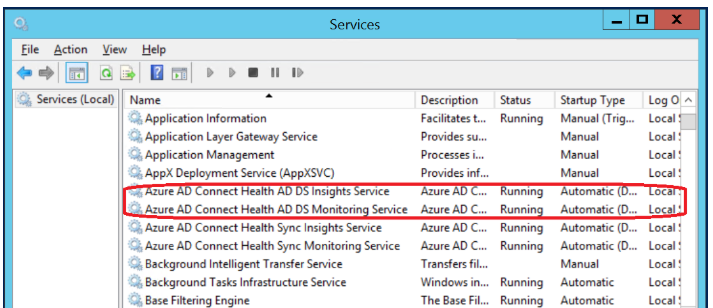 Services
File Action View Help
Services (Local)
Name Description Status Startup Type Log O
Application Information Facilitates t... Running Manual (Trig... Local
Application Layer Gateway Service Provides su... Manual Local
Application Management Processes i... Manual Local
AppX Deployment Service (AppXSVC) Provides inf... Manual Local
Azure AD Connect Health AD DS Insights Service Azure AD C... Running Automatic (D... Local
Azure AD Connect Health AD DS Monitoring Service Azure AD C... Running Automatic (D... Local
Azure AD Connect Health Sync Insights Service Azure AD C... Running Automatic (D... Local
Azure AD Connect Health Sync Monitoring Service Azure AD C... Running Automatic (D... Local
Background Intelligent Transfer Service Transfers fil... Manual Local
Background Tasks Infrastructure Service Windows in... Running Automatic Local
Base Filtering Engine The Base Fil... Running Automatic Local